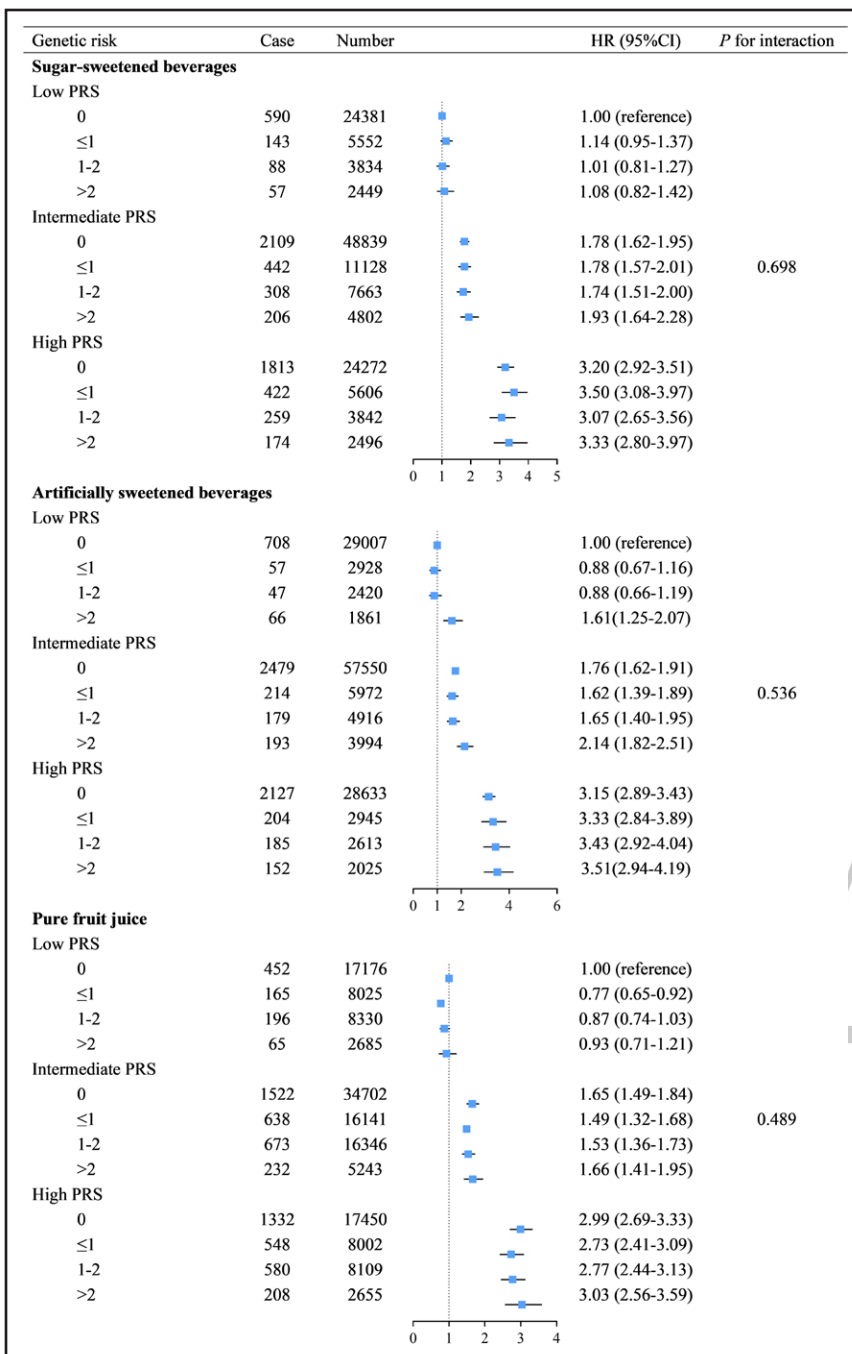 Genetic risk Case Number HR (95%CI) P for interaction
Sugar-sweetened beverages
Low PRS
0 590 24381 1.00 (reference)
≤1 143 5552 1.14 (0.95-1.37)
1-2 88 3834 1.01 (0.81-1.27)
>2 57 2449 1.08 (0.82-1.42)
Intermediate PRS
0 2109 48839 1.78 (1.62-1.95)
≤1 442 11128 1.78 (1.57-2.01) 0.698
1-2 308 7663 1.74 (1.51-2.00)
>2 206 4802 1.93 (1.64-2.28)
High PRS
0 1813 24272 3.20 (2.92-3.51)
≤1 422 5606 3.50 (3.08-3.97)
1-2 259 3842 3.07 (2.65-3.56)
>2 174 2496 3.33 (2.80-3.97)
0 1 2 3 4 5
Artificially sweetened beverages
Low PRS
0 708 29007 1.00 (reference)
≤1 57 2928 0.88 (0.67-1.16)
1-2 47 2420 0.88 (0.66-1.19)
>2 66 1861 1.61(1.25-2.07)
Intermediate PRS
0 2479 57550 1.76 (1.62-1.91)
≤1 214 5972 1.62 (1.39-1.89) 0.536
1-2 179 4916 1.65 (1.40-1.95)
>2 193 3994 2.14 (1.82-2.51)
High PRS
0 2127 28633 3.15 (2.89-3.43)
≤1 204 2945 3.33 (2.84-3.89)
1-2 185 2613 3.43 (2.92-4.04)
>2 152 2025 3.51(2.94-4.19)
0 1 2 4 6
Pure fruit juice
Low PRS
0 452 17176 1.00 (reference)
≤1 165 8025 0.77 (0.65-0.92)
1-2 196 8330 0.87 (0.74-1.03)
>2 65 2685 0.93 (0.71-1.21)
Intermediate PRS
0 1522 34702 1.65 (1.49-1.84)
≤1 638 16141 1.49 (1.32-1.68) 0.489
1-2 673 16346 1.53 (1.36-1.73)
>2 232 5243 1.66 (1.41-1.95)
High PRS
0 1332 17450 2.99 (2.69-3.33)
≤1 548 8002 2.73 (2.41-3.09)
1-2 580 8109 2.77 (2.44-3.13)
>2 208 2655 3.03 (2.56-3.59)
0 1 2 3 4